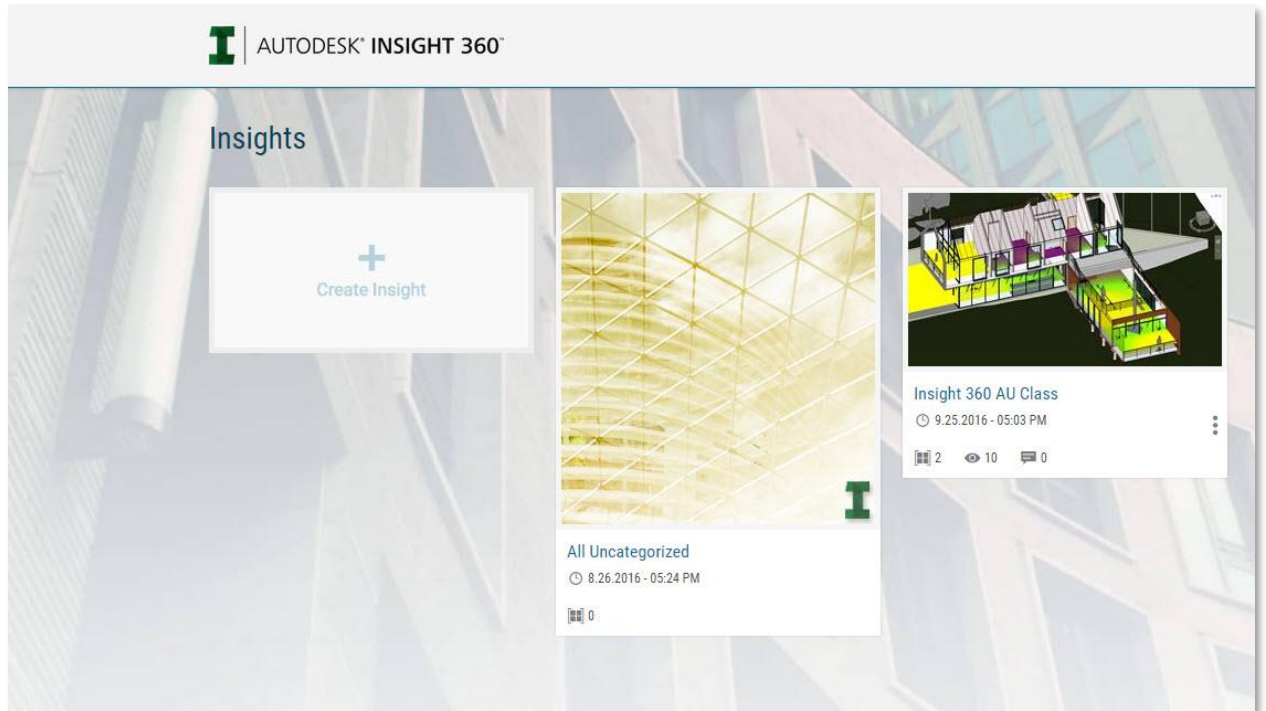 AUTODESK® INSIGHT 360™
Insights
+
Create Insight
All Uncategorized
8.26.2016 - 05:24 PM
0
Insight 360 AU Class
9.25.2016 - 05:03 PM
2 10 0